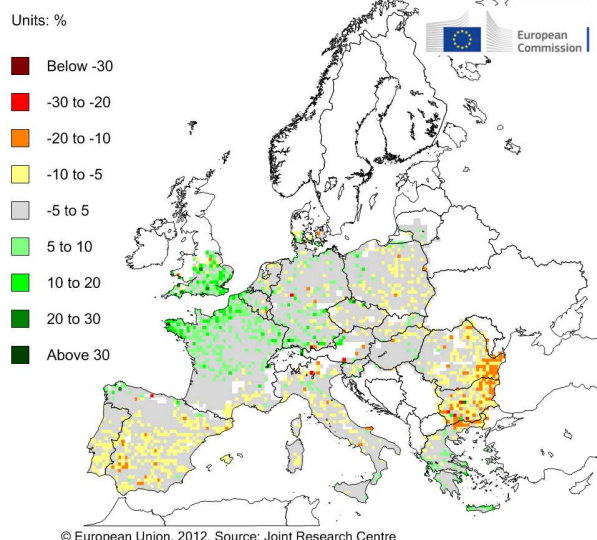 Units: %
European
Commission
Below -30
-30 to -20
-20 to -10
-10 to -5
-5 to 5
5 to 10
10 to 20
20 to 30
Above 30
© European Union, 2012. Source: Joint Research Centre